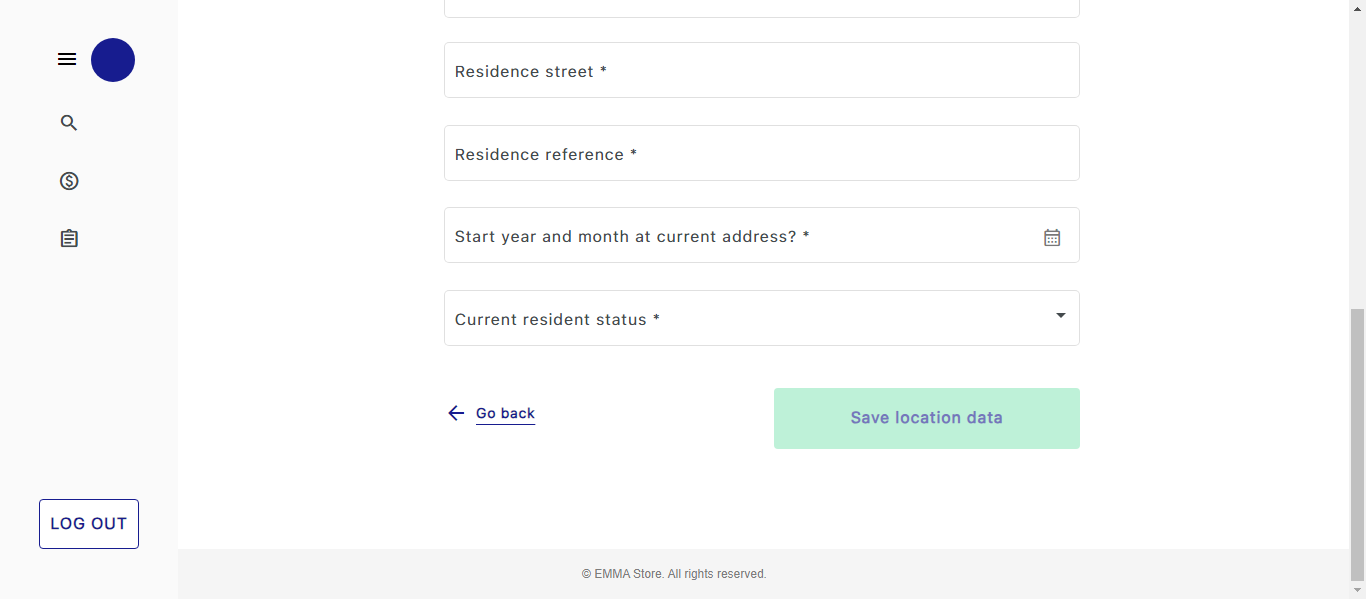 Residence street *
Residence reference *
Start year and month at current address? *
Current resident status *
Go back
Save location data
LOG OUT
© EMMA Store. All rights reserved.